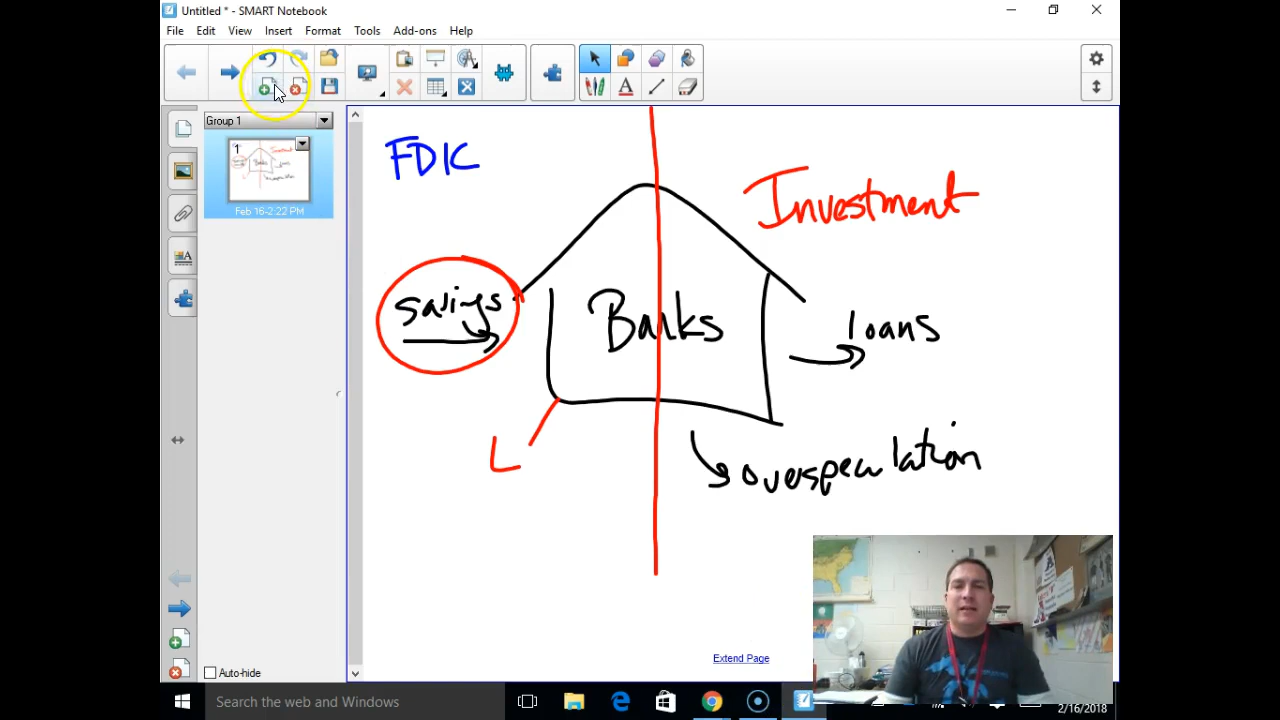 Untitled * - SMART Notebook
File Edit View Insert Format Tools Add-ons Help
Group 1
1
Feb 16-2:22 PM
FDIC
Investment
savings
Banks
loans
L
overspeculation
Extend Page
Auto-hide
Search the web and Windows
2/16/2018